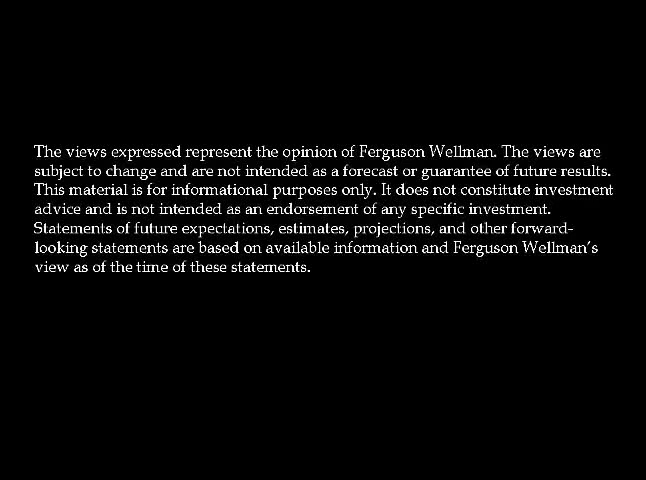 The views expressed represent the opinion of Ferguson Wellman. The views are
subject to change and are not intended as a forecast or guarantee of future results.
This material is for informational purposes only. It does not constitute investment
advice and is not intended as an endorsement of any specific investment.
Statements of future expectations, estimates, projections, and other forward-
looking statements are based on available information and Ferguson Wellman’s
view as of the time of these statements.